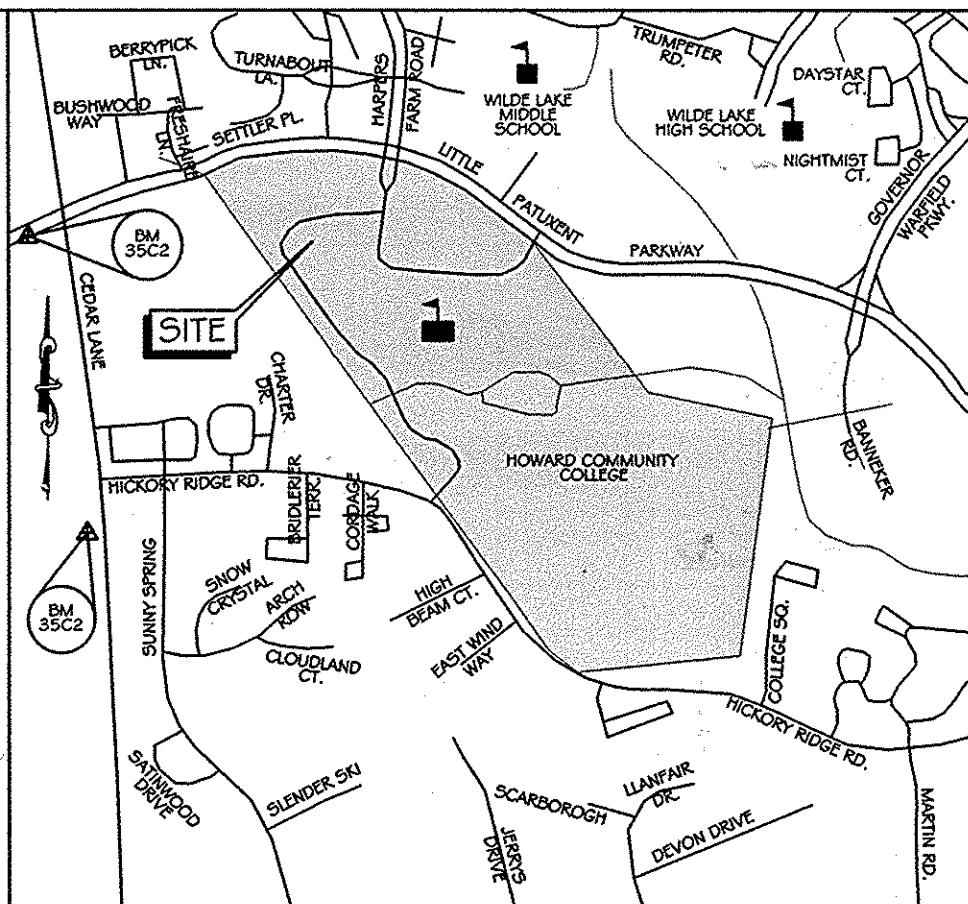 BERRYPICK
LN.
TURNABOUT
LA.
HARPERS
FARM ROAD
TRUMPETER
RD.
DAYSTAR
CT.
BUSHWOOD
WAY
FRESHAIRE
LN.
SETTLER PL.
WILDE LAKE
MIDDLE
SCHOOL
WILDE LAKE
HIGH SCHOOL
NIGHTMIST
CT.
GOVERNOR
WARFIELD
PKWY.
LITTLE
PATUXENT
PARKWAY
BM
35C2
CEDAR LANE
SITE
CHARTER
DR.
HICKORY RIDGE RD.
BRIDLERIER
TERR.
CORDAGE
WALK
HOWARD COMMUNITY
COLLEGE
BANNEKER
RD.
BM
35C2
SUNNY SPRING
SNOW
CRYSTAL
ARCH
ROW
CLOUDLAND
CT.
HIGH
BEAM CT.
EAST WIND
WAY
COLLEGE SQ.
HICKORY RIDGE RD.
SATINWOOD
DRIVE
SLENDER SKI
JERRYS
DRIVE
SCARBOROGH
LLANFAIR
DR.
DEVON DRIVE
MARTIN RD.